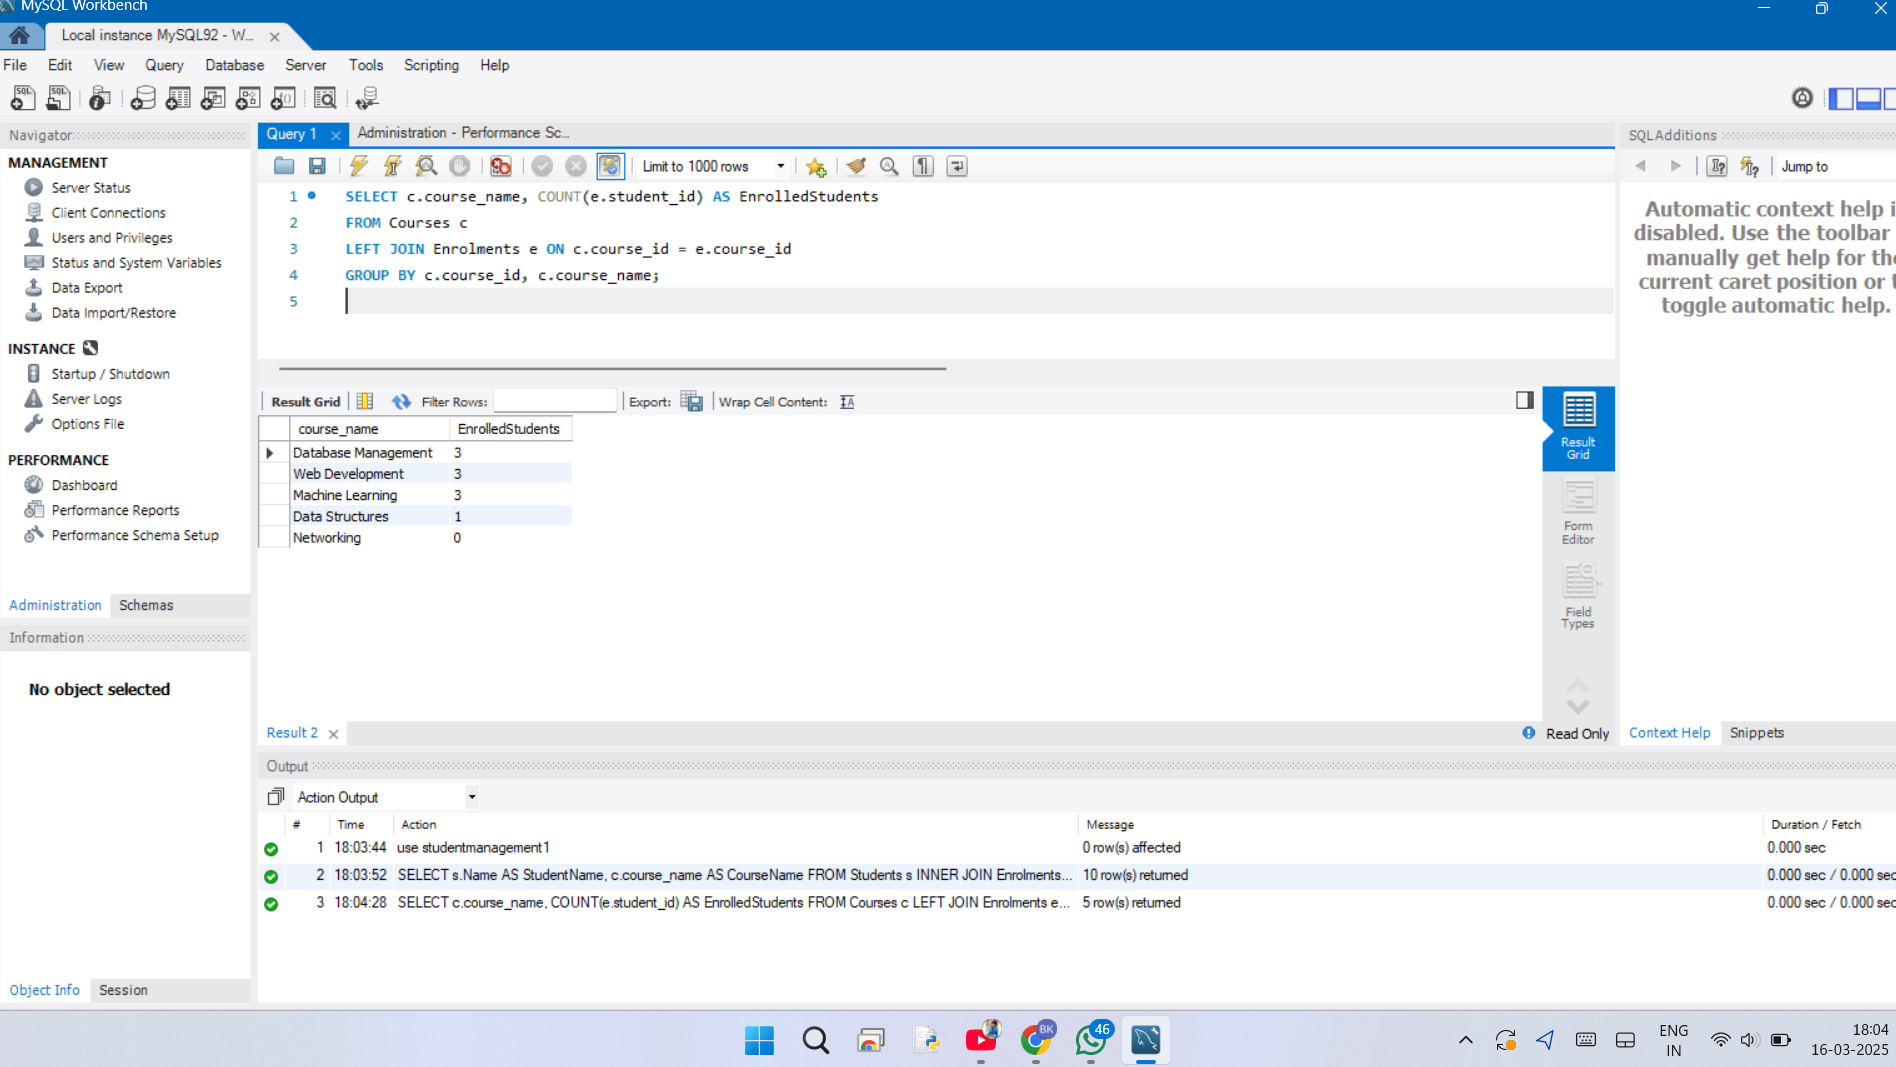 MySQL Workbench
Local instance MySQL92 - W...
File Edit View Query Database Server Tools Scripting Help
Navigator
MANAGEMENT
Server Status
Client Connections
Users and Privileges
Status and System Variables
Data Export
Data Import/Restore
INSTANCE
Startup / Shutdown
Server Logs
Options File
PERFORMANCE
Dashboard
Performance Reports
Performance Schema Setup
Administration Schemas
Information
No object selected
Object Info Session
Query 1 Administration - Performance Sc...
Limit to 1000 rows
1 SELECT c.course_name, COUNT(e.student_id) AS EnrolledStudents
2 FROM Courses c
3 LEFT JOIN Enrolments e ON c.course_id = e.course_id
4 GROUP BY c.course_id, c.course_name;
5
Result Grid Filter Rows: Export: Wrap Cell Content:
course_name EnrolledStudents
Database Management 3
Web Development 3
Machine Learning 3
Data Structures 1
Networking 0
Result
Grid
Form
Editor
Field
Types
Result 2 Read Only
SQLAdditions
Jump to
Automatic context help i
disabled. Use the toolbar
manually get help for the
current caret position or t
toggle automatic help.
Context Help Snippets
Output
Action Output
# Time Action Message Duration / Fetch
1 18:03:44 use studentmanagement1 0 row(s) affected 0.000 sec
2 18:03:52 SELECT s.Name AS StudentName, c.course_name AS CourseName FROM Students s INNER JOIN Enrolments... 10 row(s) returned 0.000 sec / 0.000 sec
3 18:04:28 SELECT c.course_name, COUNT(e.student_id) AS EnrolledStudents FROM Courses c LEFT JOIN Enrolments e... 5 row(s) returned 0.000 sec / 0.000 sec
BK
46
ENG
IN
18:04
16-03-2025